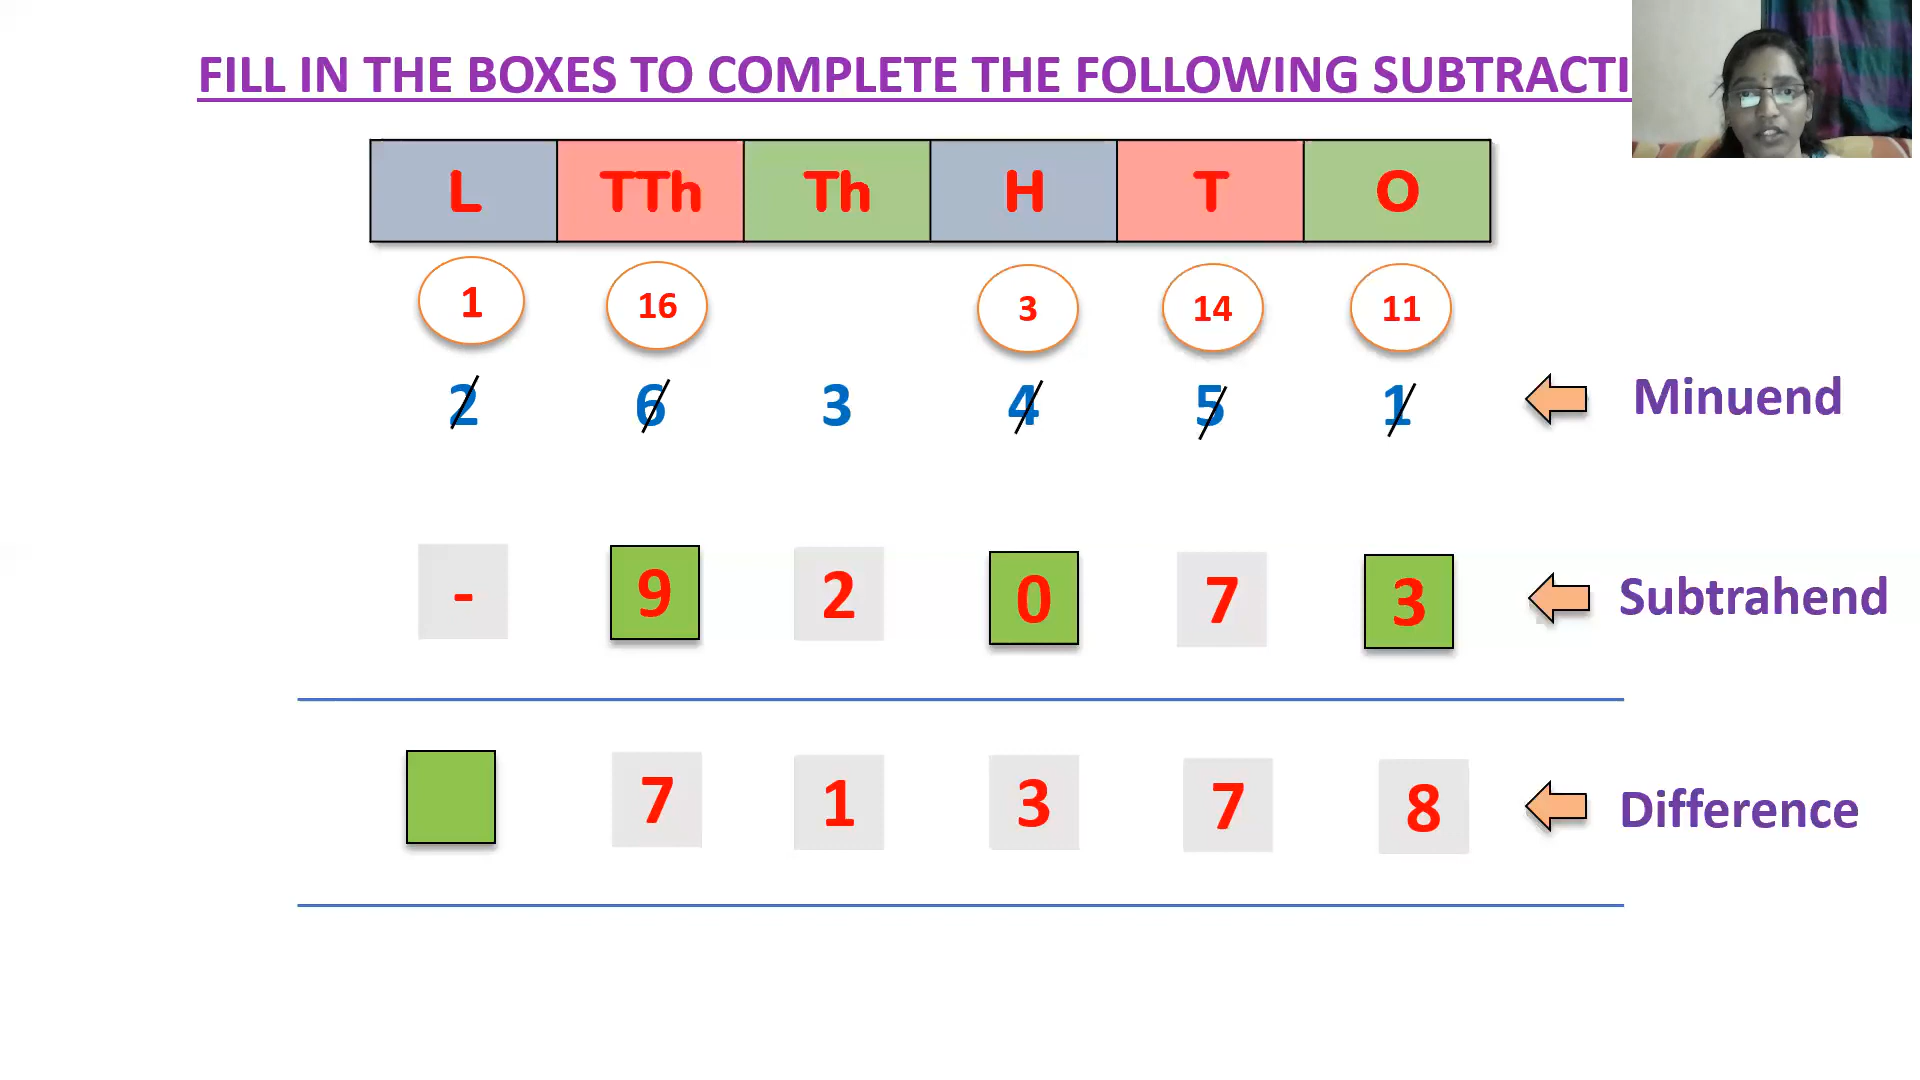 FILL IN THE BOXES TO COMPLETE THE FOLLOWING SUBTRACTI
L TTh Th H T O
1 16 3 14 11
2 6 3 4 5 1 Minuend
- 9 2 0 7 3 Subtrahend
7 1 3 7 8 Difference